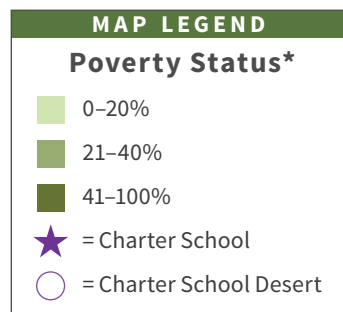 MAP LEGEND
Poverty Status*
0–20%
21–40%
41–100%
= Charter School
= Charter School Desert